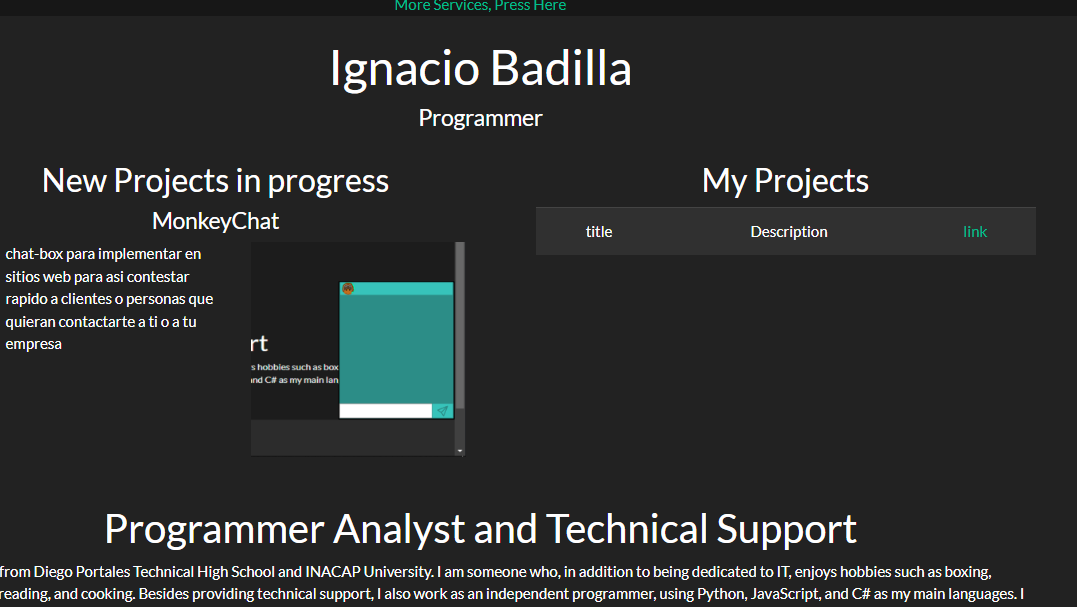 More Services, Press Here
Ignacio Badilla
Programmer
New Projects in progress
MonkeyChat
chat-box para implementar en
sitios web para asi contestar
rapido a clientes o personas que
quieran contactarte a ti o a tu
empresa
rt
s hobbies such as box
and C# as my main lan
My Projects
title Description link
Programmer Analyst and Technical Support
from Diego Portales Technical High School and INACAP University. I am someone who, in addition to being dedicated to IT, enjoys hobbies such as boxing,
reading, and cooking. Besides providing technical support, I also work as an independent programmer, using Python, JavaScript, and C# as my main languages. I